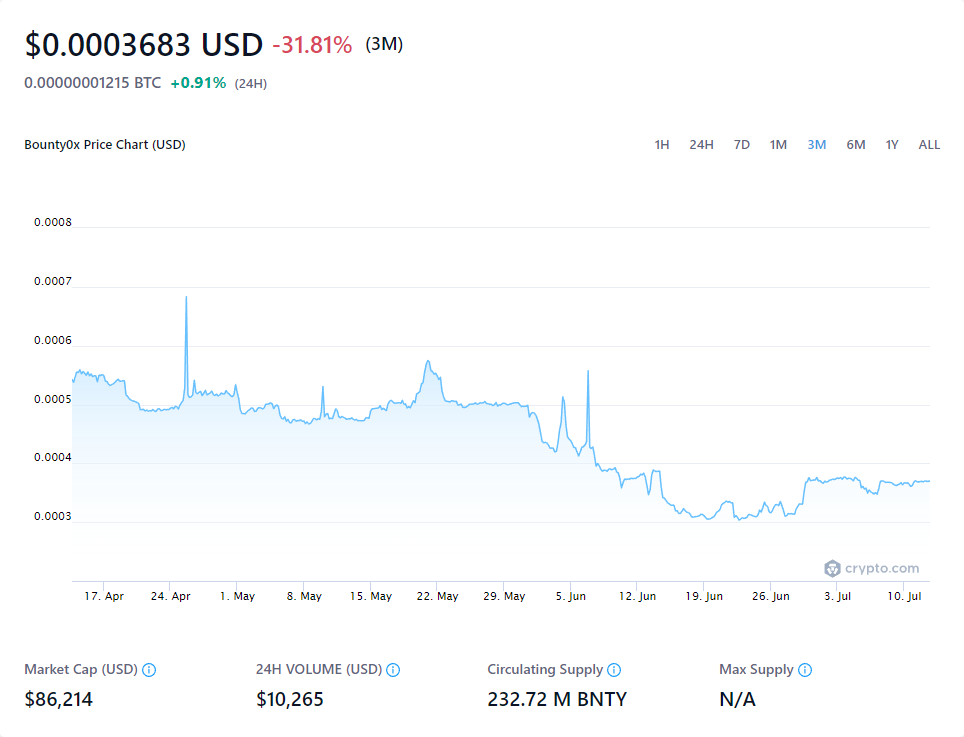 $0.0003683 USD -31.81% (3M)
0.00000001215 BTC +0.91% (24H)
Bounty0x Price Chart (USD) 1H 24H 7D 1M 3M 6M 1Y ALL
0.0008
0.0007
0.0006
0.0005
0.0004
0.0003
crypto.com
17. Apr 24. Apr 1. May 8. May 15. May 22. May 29. May 5. Jun 12. Jun 19. Jun 26. Jun 3. Jul 10. Jul
Market Cap (USD) 24H VOLUME (USD) Circulating Supply Max Supply
$86,214 $10,265 232.72 M BNTY N/A